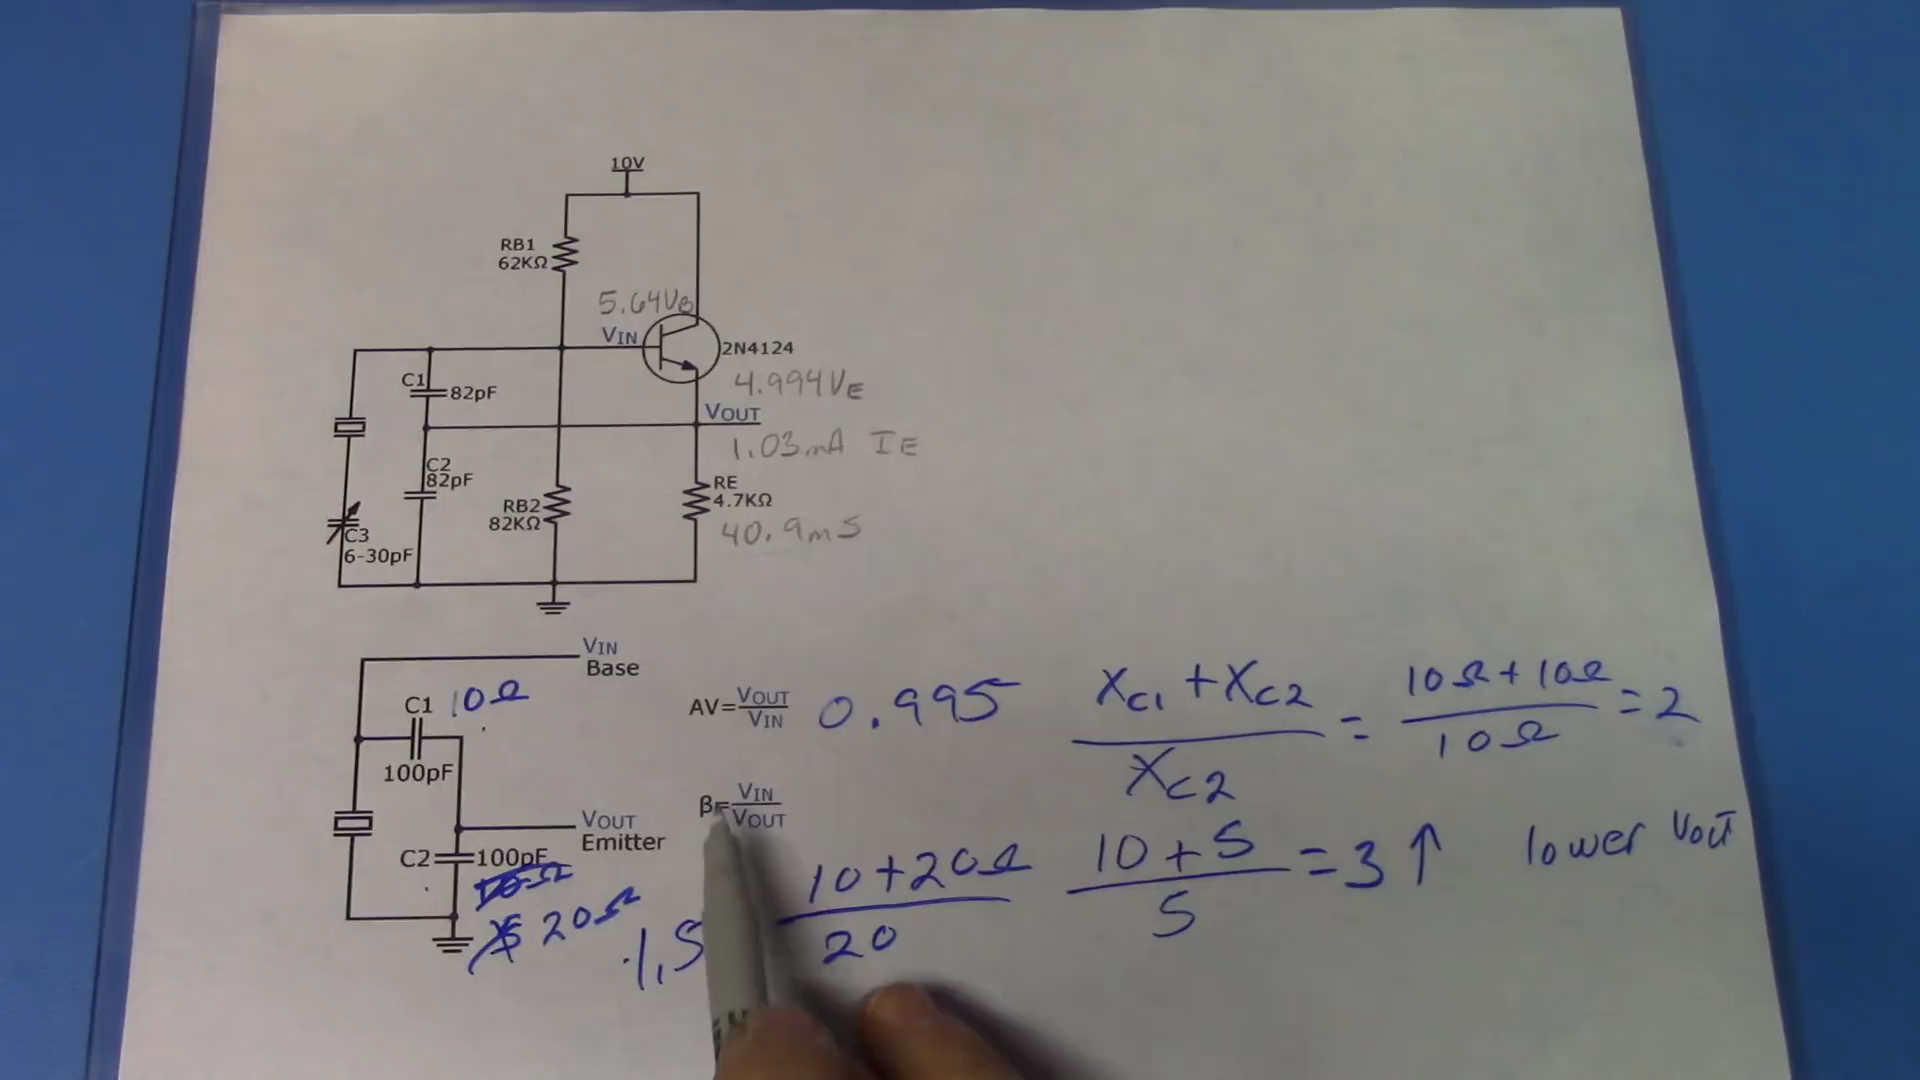 10V
RB1
62KΩ
5.64VB
VIN
2N4124
C1
82pF
4.994VE
VOUT
1.03mA IE
C2
82pF
RE
4.7KΩ
RB2
82KΩ
40.9mS
C3
6-30pF
VIN
Base
C1 10Ω
100pF
AV=VOUT/VIN 0.995
XC1+XC2/XC2 = 10Ω+10Ω/10Ω =2
β=VIN/VOUT
VOUT
Emitter
C2 100pF
20Ω
1,5
10+20Ω/20
10+5/5 =3↑
lower Vout